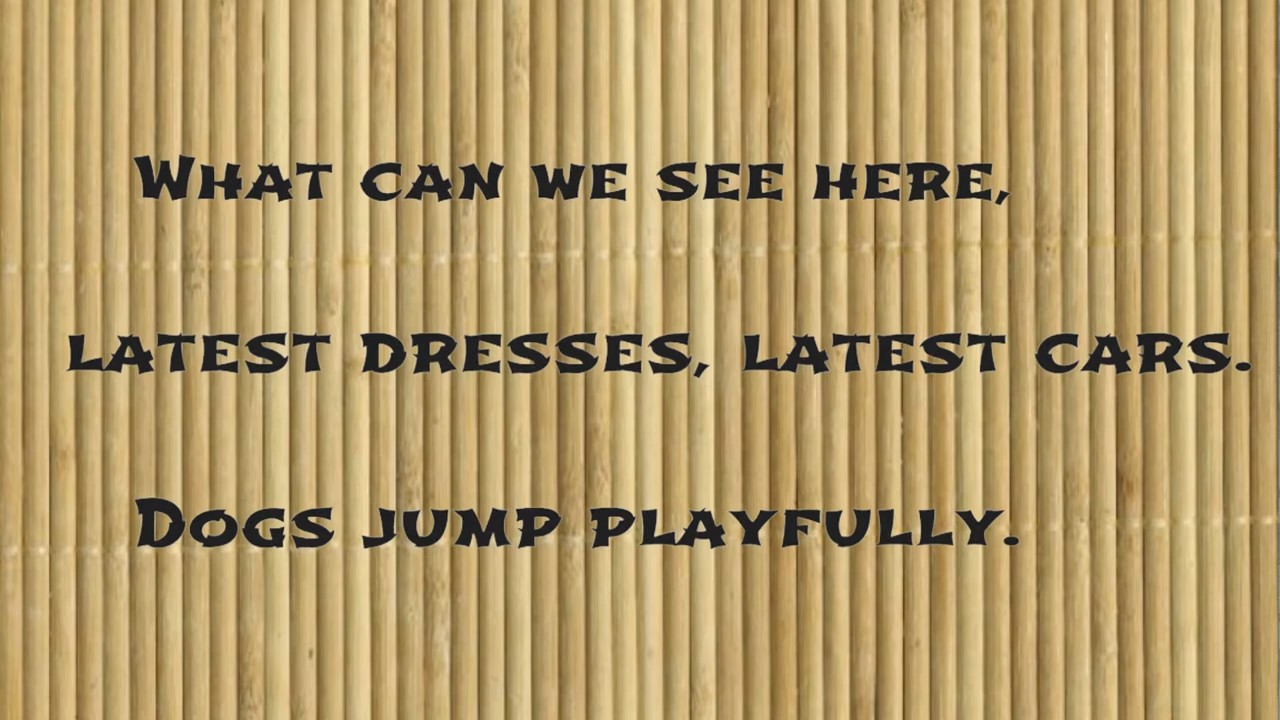 What can we see here,
latest dresses, latest cars.
Dogs jump playfully.